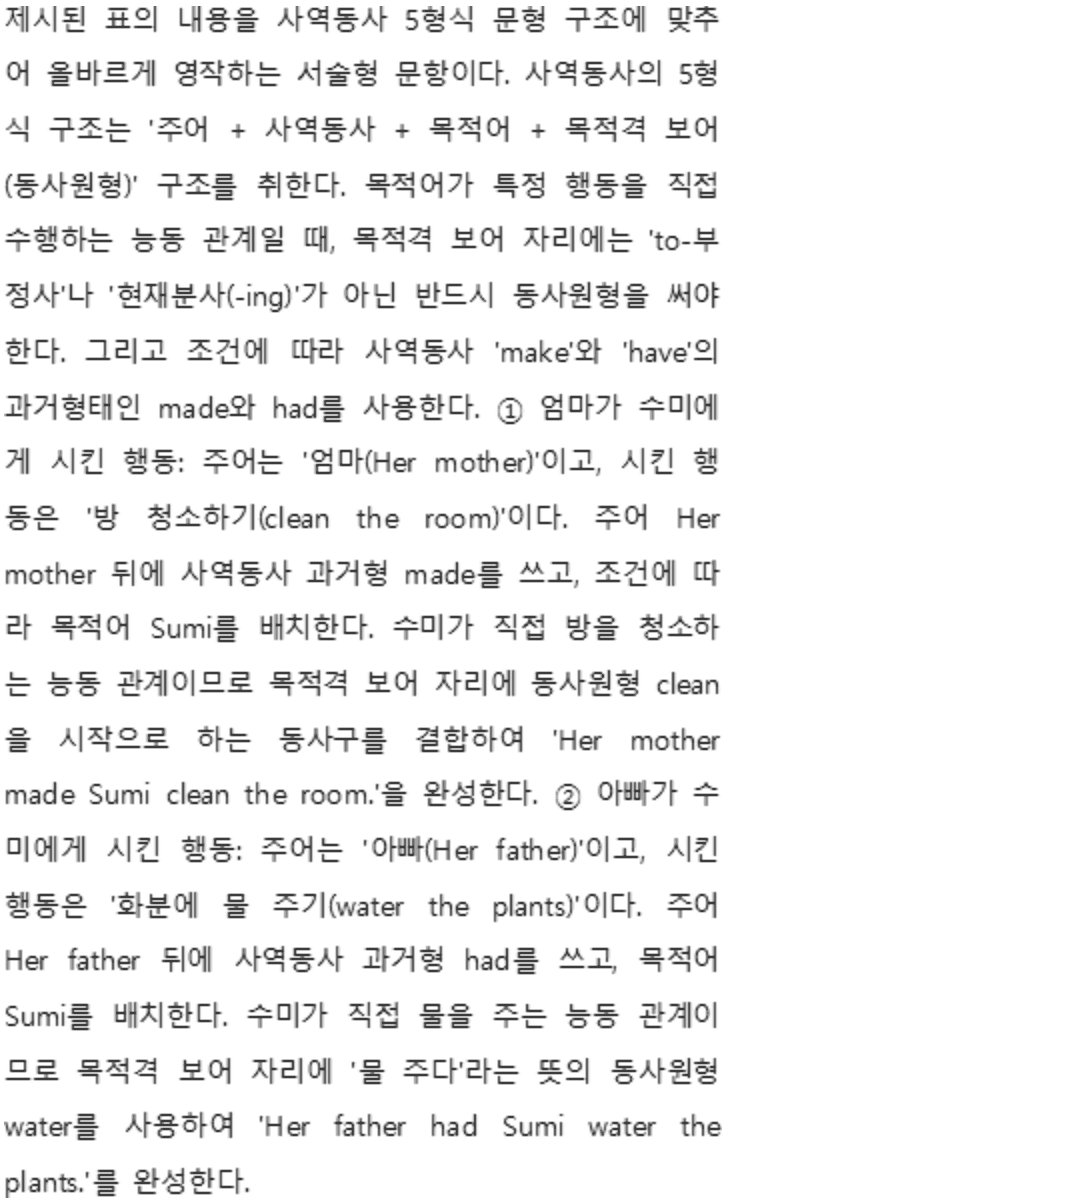 제시된 표의 내용을 사역동사 5형식 문형 구조에 맞추
어 올바르게 영작하는 서술형 문항이다. 사역동사의 5형
식 구조는 '주어 + 사역동사 + 목적어 + 목적격 보어
(동사원형)' 구조를 취한다. 목적어가 특정 행동을 직접
수행하는 능동 관계일 때, 목적격 보어 자리에는 'to-부
정사'나 '현재분사(-ing)'가 아닌 반드시 동사원형을 써야
한다. 그리고 조건에 따라 사역동사 'make'와 'have'의
과거형태인 made와 had를 사용한다. ① 엄마가 수미에
게 시킨 행동: 주어는 '엄마(Her mother)'이고, 시킨 행
동은 '방 청소하기(clean the room)'이다. 주어 Her
mother 뒤에 사역동사 과거형 made를 쓰고, 조건에 따
라 목적어 Sumi를 배치한다. 수미가 직접 방을 청소하
는 능동 관계이므로 목적격 보어 자리에 동사원형 clean
을 시작으로 하는 동사구를 결합하여 'Her mother
made Sumi clean the room.'을 완성한다. ② 아빠가 수
미에게 시킨 행동: 주어는 '아빠(Her father)'이고, 시킨
행동은 '화분에 물 주기(water the plants)'이다. 주어
Her father 뒤에 사역동사 과거형 had를 쓰고, 목적어
Sumi를 배치한다. 수미가 직접 물을 주는 능동 관계이
므로 목적격 보어 자리에 '물 주다'라는 뜻의 동사원형
water를 사용하여 'Her father had Sumi water the
plants.'를 완성한다.